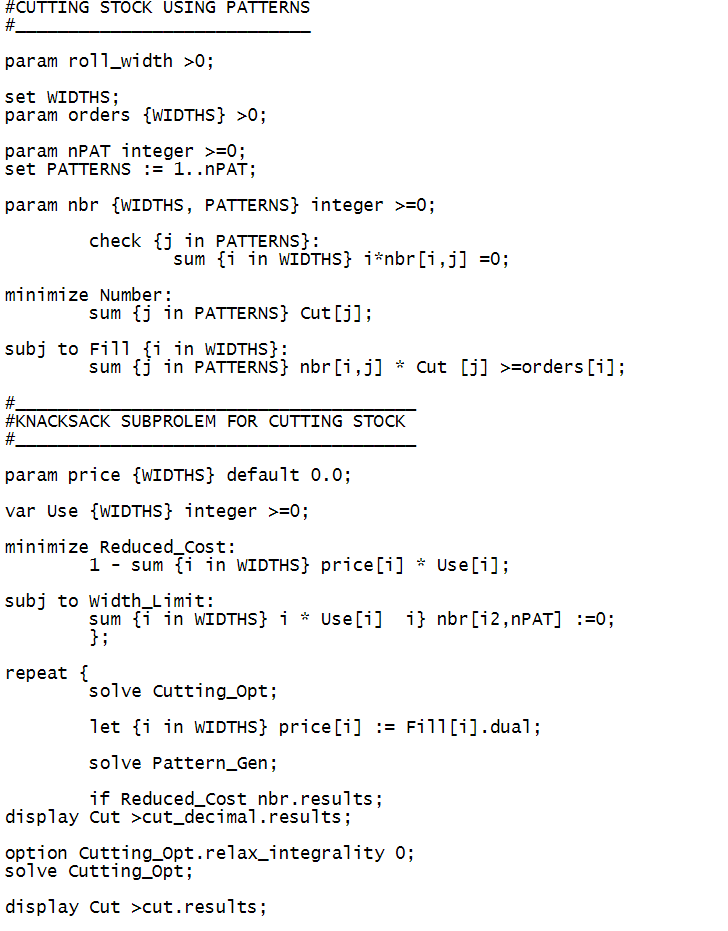 #CUTTING STOCK USING PATTERNS
#____________________________
param roll_width >0;
set WIDTHS;
param orders {WIDTHS} >0;
param nPAT integer >=0;
set PATTERNS := 1..nPAT;
param nbr {WIDTHS, PATTERNS} integer >=0;
check {j in PATTERNS}:
sum {i in WIDTHS} i*nbr[i,j] =0;
minimize Number:
sum {j in PATTERNS} Cut[j];
subj to Fill {i in WIDTHS}:
sum {j in PATTERNS} nbr[i,j] * Cut [j] >=orders[i];
#______________________________________
#KNACKSACK SUBPROLEM FOR CUTTING STOCK
#______________________________________
param price {WIDTHS} default 0.0;
var Use {WIDTHS} integer >=0;
minimize Reduced_Cost:
1 - sum {i in WIDTHS} price[i] * Use[i];
subj to Width_Limit:
sum {i in WIDTHS} i * Use[i]  i} nbr[i2,nPAT] :=0;
};
repeat {
solve Cutting_Opt;
let {i in WIDTHS} price[i] := Fill[i].dual;
solve Pattern_Gen;
if Reduced_Cost nbr.results;
display Cut >cut_decimal.results;
option Cutting_Opt.relax_integrality 0;
solve Cutting_Opt;
display Cut >cut.results;